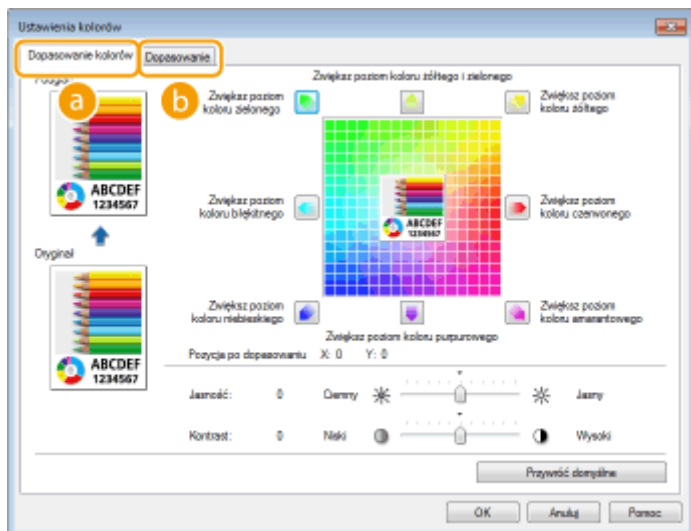 Ustawienia kolorów
Dopasowanie kolorów
Dopasowanie
a
b
Zwiększ poziom koloru żółtego i zielonego
Zwiększ poziom
koloru zielonego
Zwiększ poziom
koloru żółtego
ABCDEF
1234567
Zwiększ poziom
koloru błękitnego
ABCDEF
1234567
Zwiększ poziom
koloru czerwonego
Oryginał
Zwiększ poziom
koloru niebieskiego
Zwiększ poziom
koloru amarantowego
Zwiększ poziom koloru purpurowego
ABCDEF
1234567
Pozycja po dopasowaniu X: 0 Y: 0
Jasność: 0 Ciemny Jasny
Kontrast: 0 Niski Wysoki
Przywróć domyślne
OK Anuluj Pomoc